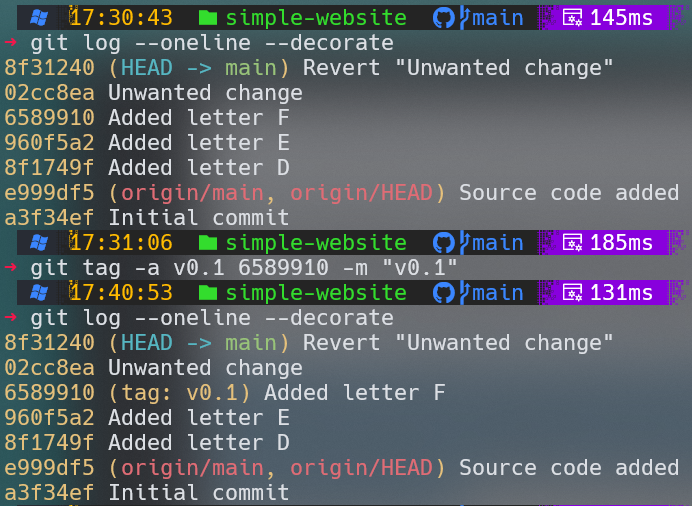 17:30:43 simple-website main 145ms
→ git log --oneline --decorate
8f31240 (HEAD -> main) Revert "Unwanted change"
02cc8ea Unwanted change
6589910 Added letter F
960f5a2 Added letter E
8f1749f Added letter D
e999df5 (origin/main, origin/HEAD) Source code added
a3f34ef Initial commit
17:31:06 simple-website main 185ms
→ git tag -a v0.1 6589910 -m "v0.1"
17:40:53 simple-website main 131ms
→ git log --oneline --decorate
8f31240 (HEAD -> main) Revert "Unwanted change"
02cc8ea Unwanted change
6589910 (tag: v0.1) Added letter F
960f5a2 Added letter E
8f1749f Added letter D
e999df5 (origin/main, origin/HEAD) Source code added
a3f34ef Initial commit